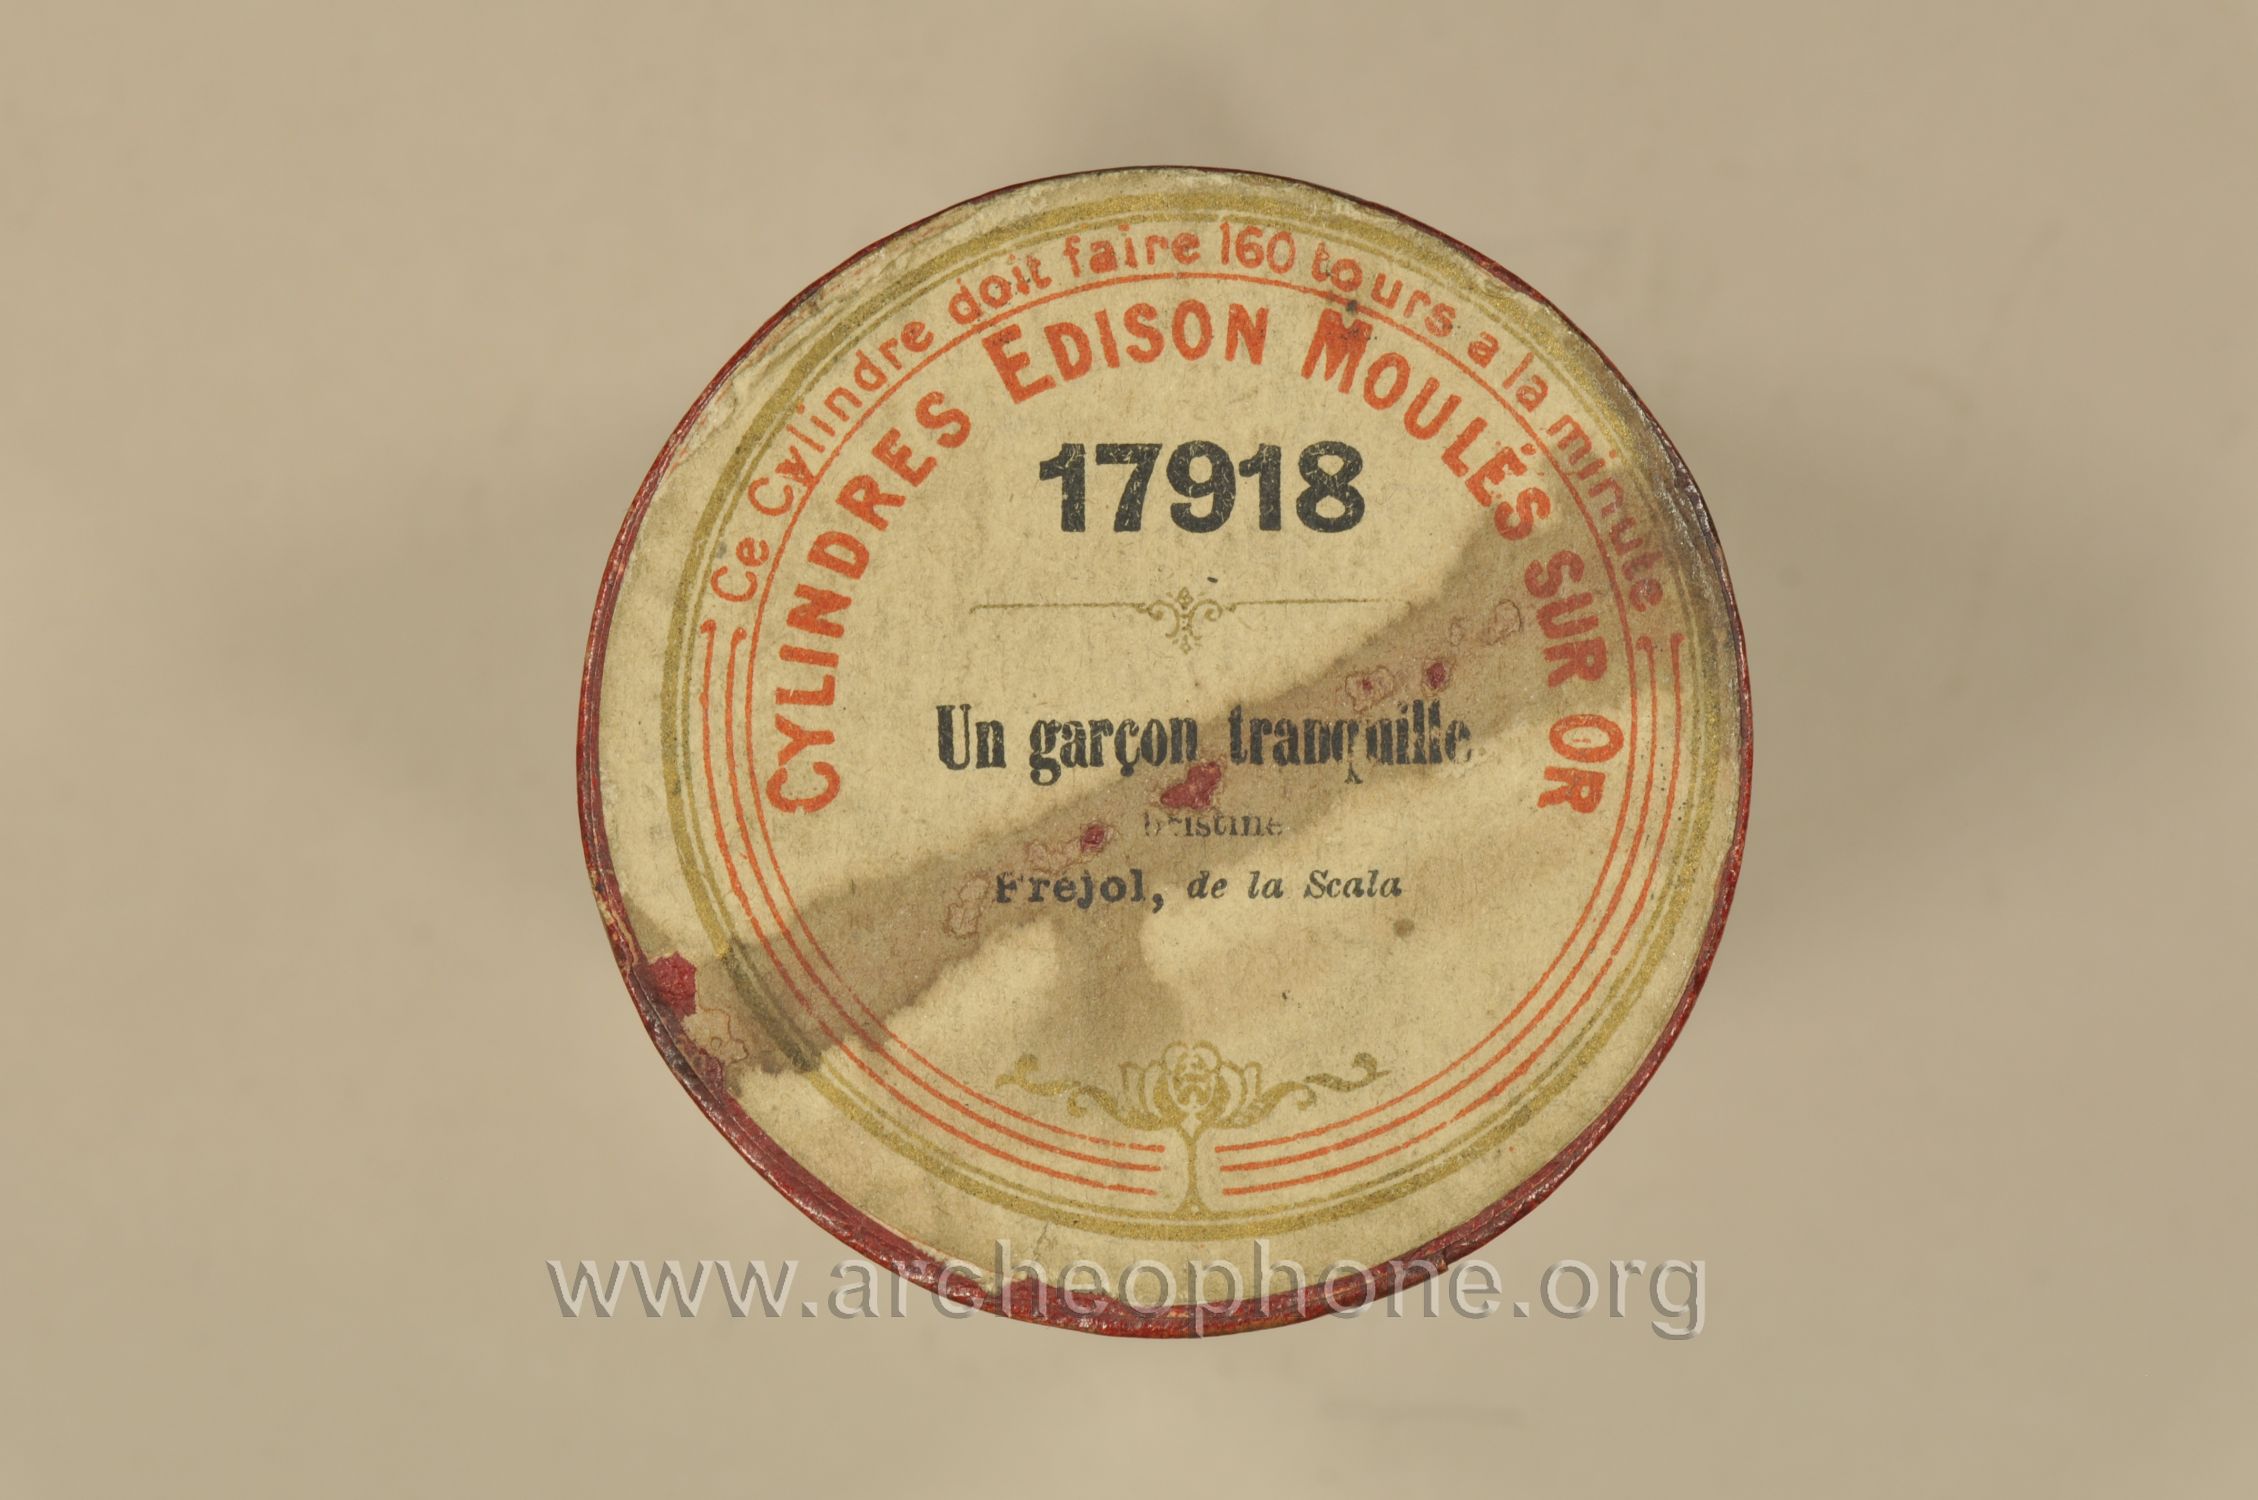 Ce Cylindre doit faire 160 tours a la minute
CYLINDRES EDISON MOULÉS SUR OR
17918
Un garçon tranquille
Frejol, de la Scala
www.archeophone.org